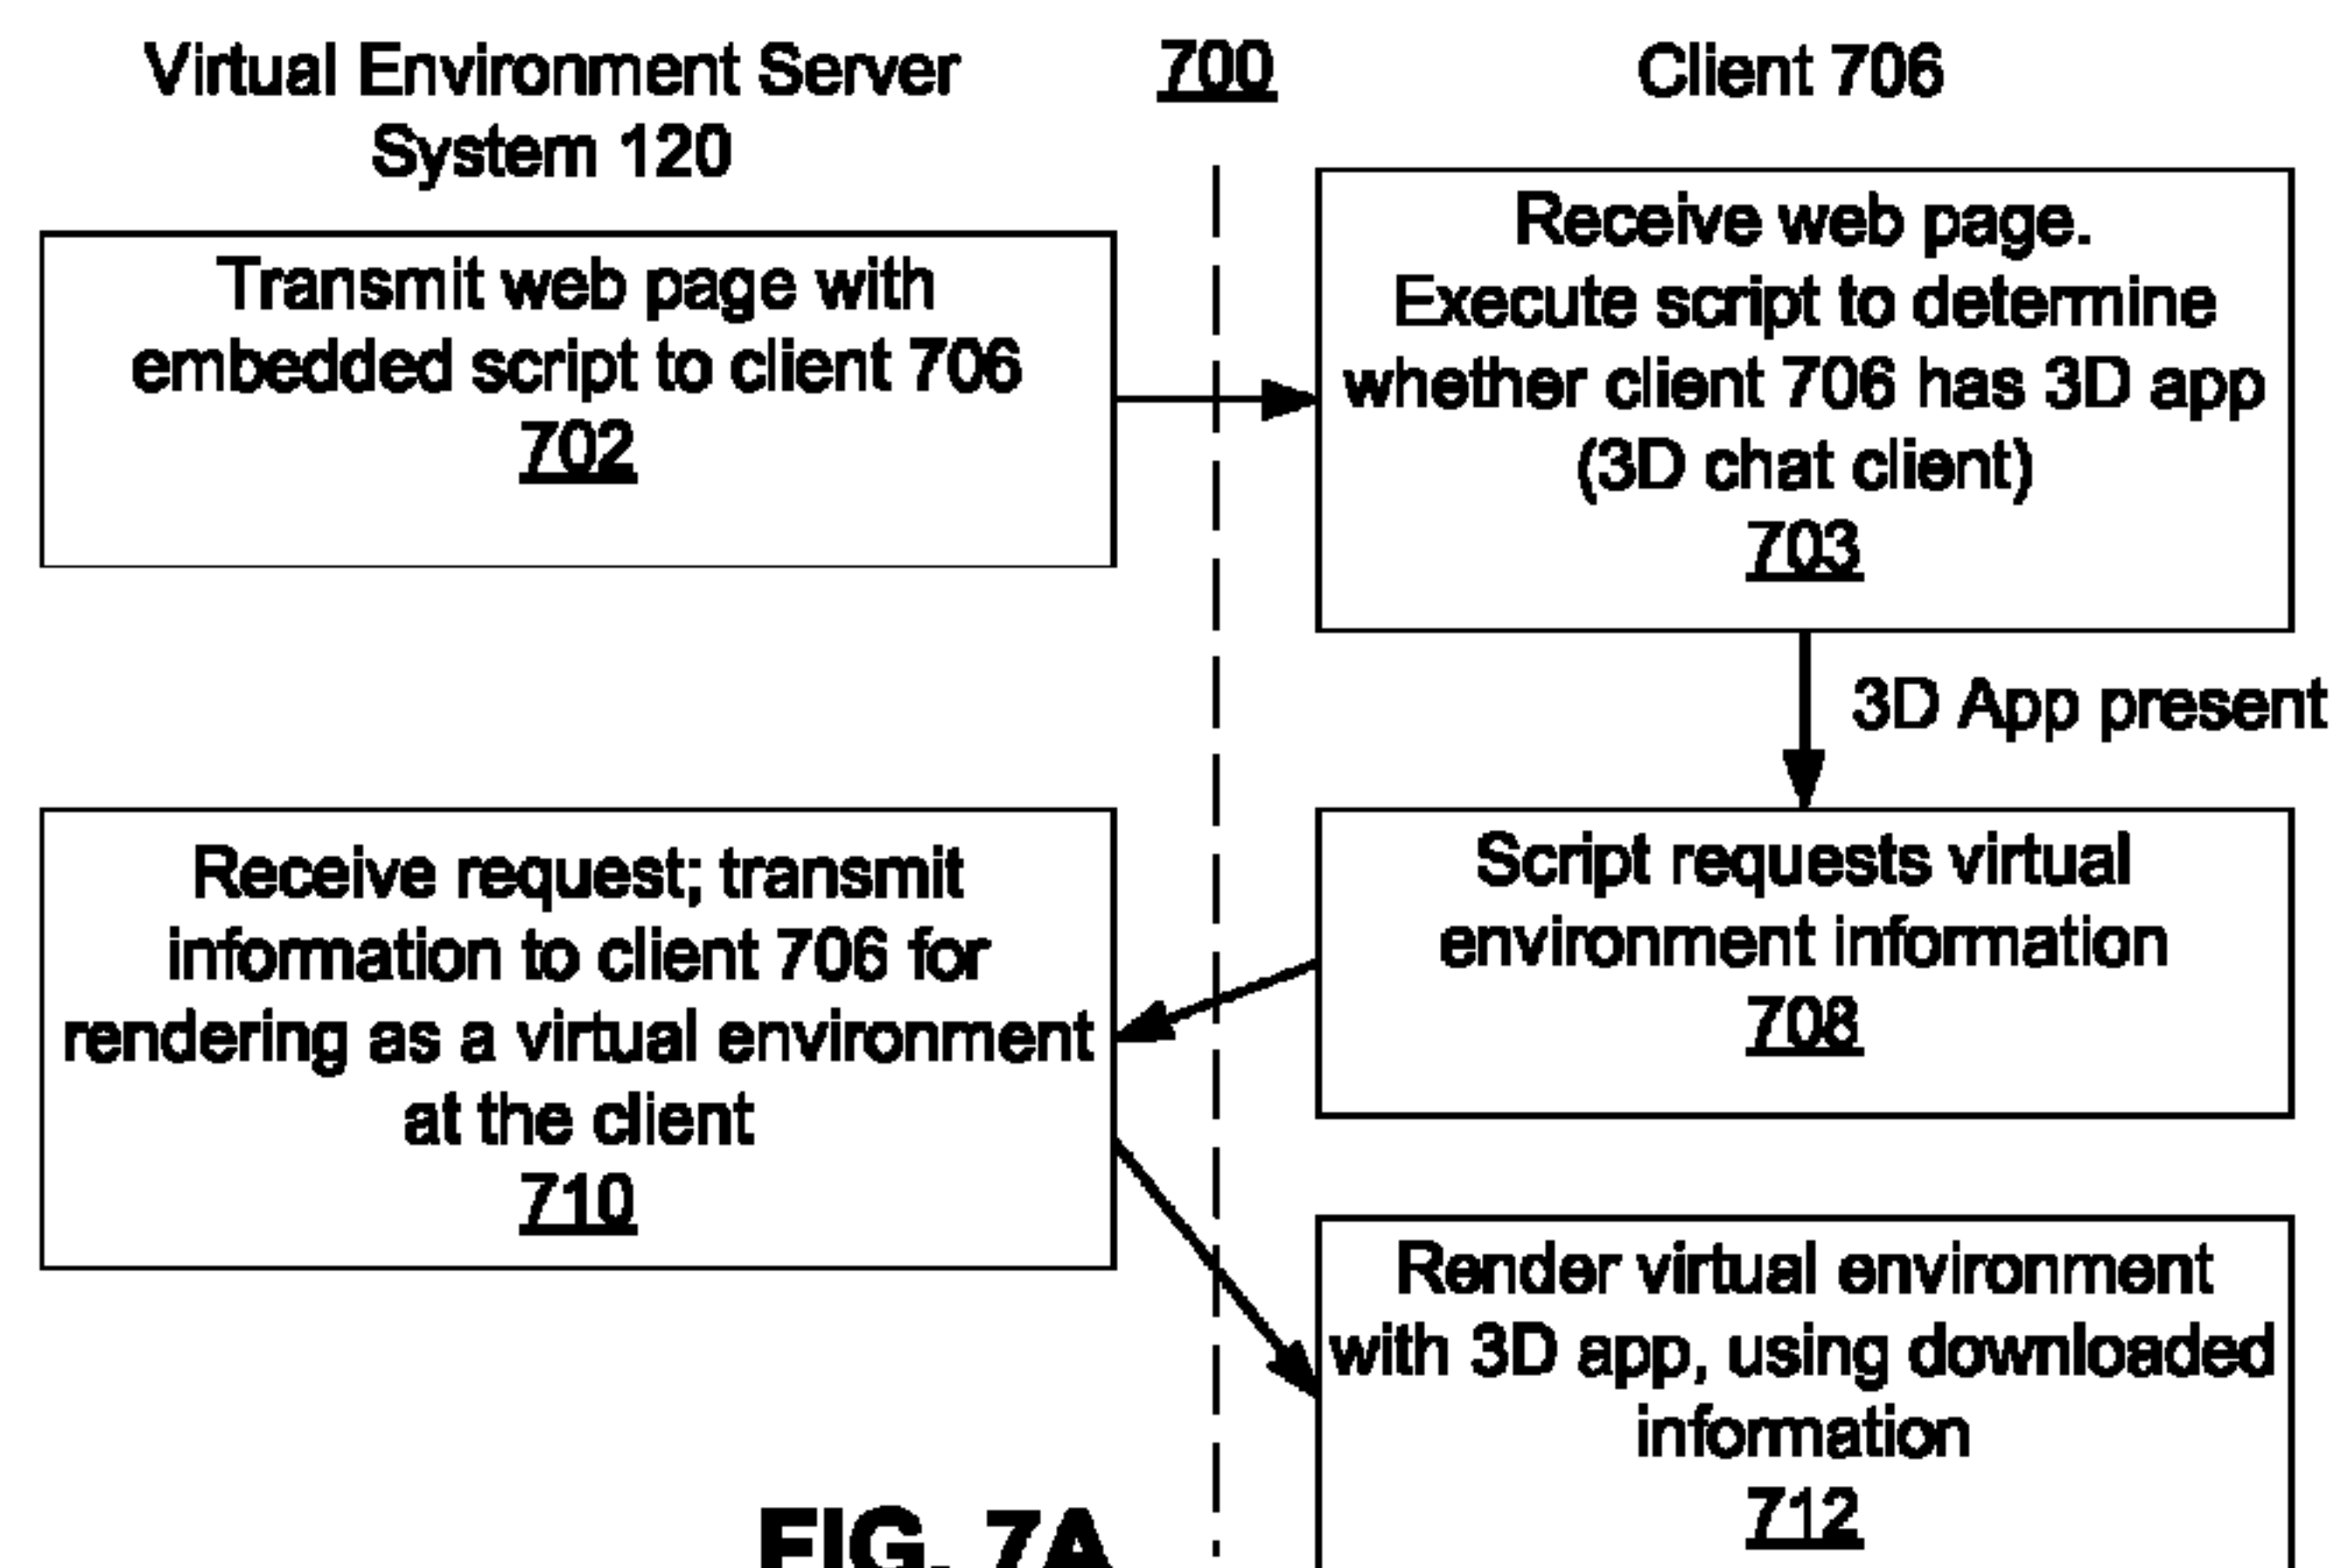 Virtual Environment Server
System 120
700
Client 706
Transmit web page with
embedded script to client 706
702
Receive web page.
Execute script to determine
whether client 706 has 3D app
(3D chat client)
703
3D App present
Script requests virtual
environment information
708
Receive request; transmit
information to client 706 for
rendering as a virtual environment
at the client
710
Render virtual environment
with 3D app, using downloaded
information
712
FIG. 7A